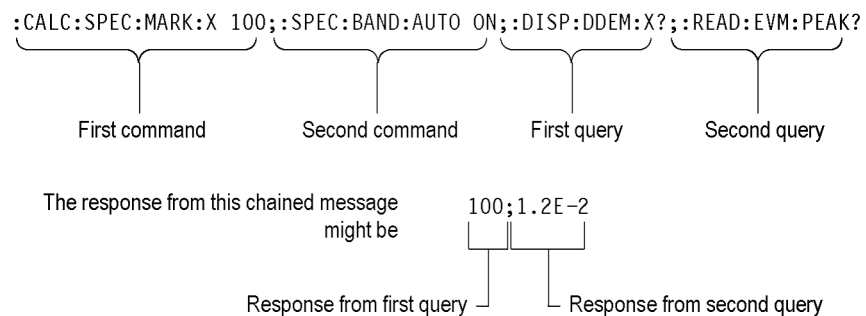 :CALC:SPEC:MARK:X 100;:SPEC:BAND:AUTO ON;:DISP:DDEM:X?;:READ:EVM:PEAK?
First command Second command First query Second query
The response from this chained message 100;1.2E-2
might be
Response from first query Response from second query